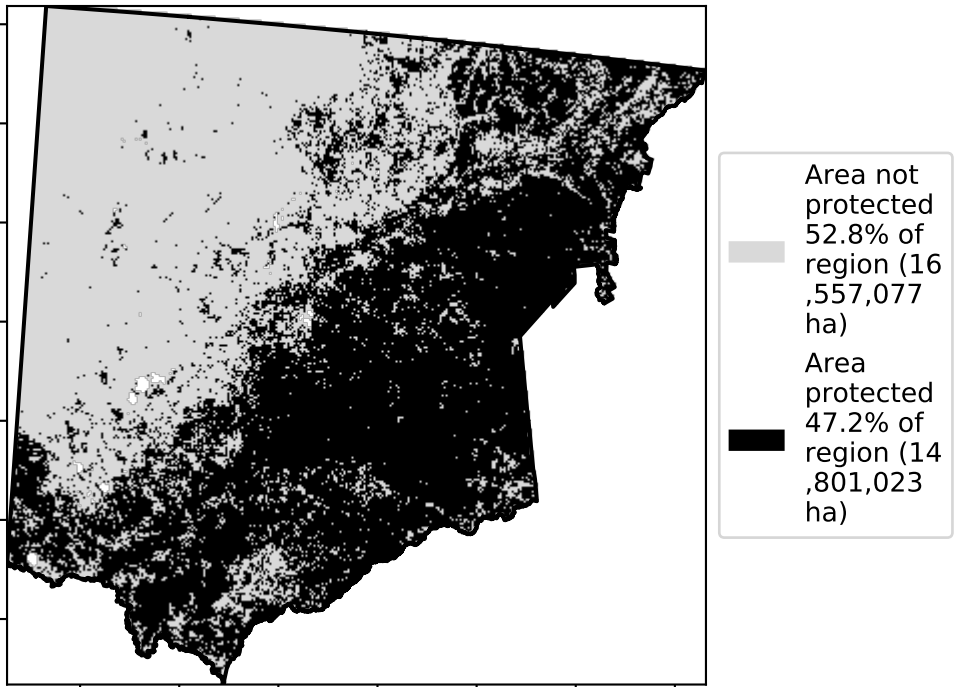 Area not
protected
52.8% of
region (16
,557,077
ha)
Area
protected
47.2% of
region (14
,801,023
ha)